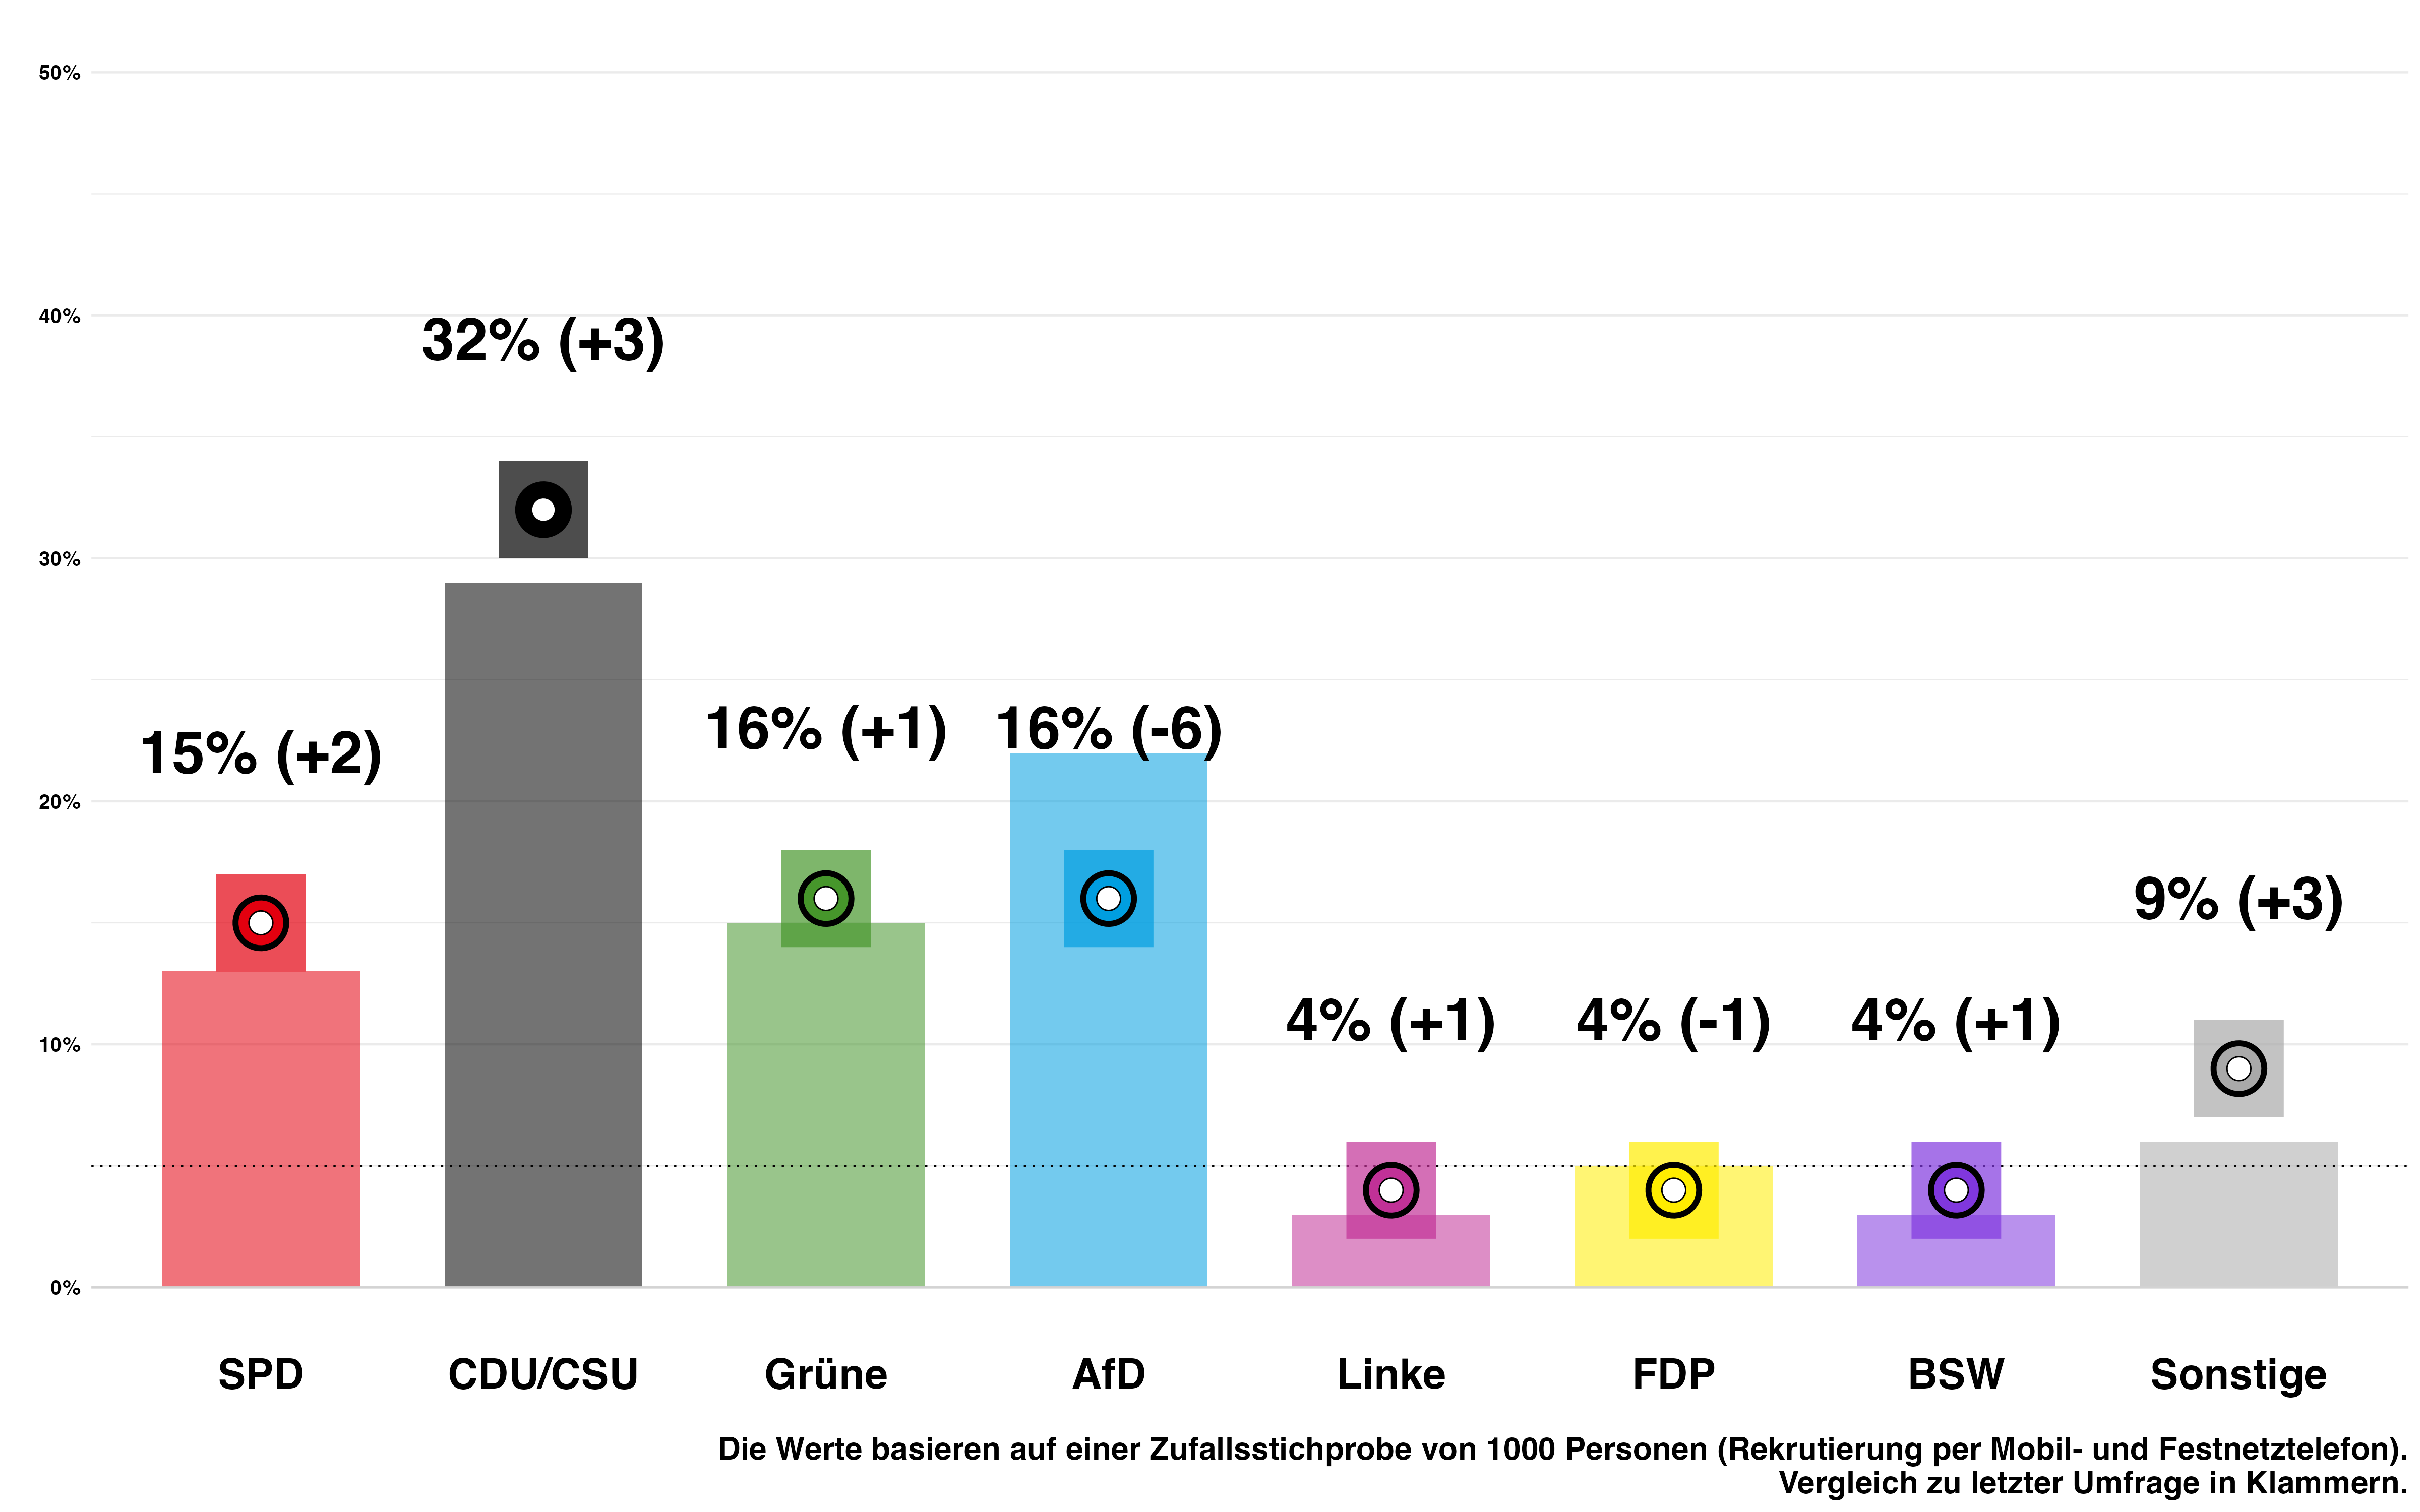 50%
40%
30%
20%
10%
0%
32% (+3)
15% (+2)
16% (+1)
16% (-6)
9% (+3)
4% (+1)
4% (-1)
4% (+1)
SPD
CDU/CSU
Grüne
AfD
Linke
FDP
BSW
Sonstige
Die Werte basieren auf einer Zufallsstichprobe von 1000 Personen (Rekrutierung per Mobil- und Festnetztelefon).
Vergleich zu letzter Umfrage in Klammern.